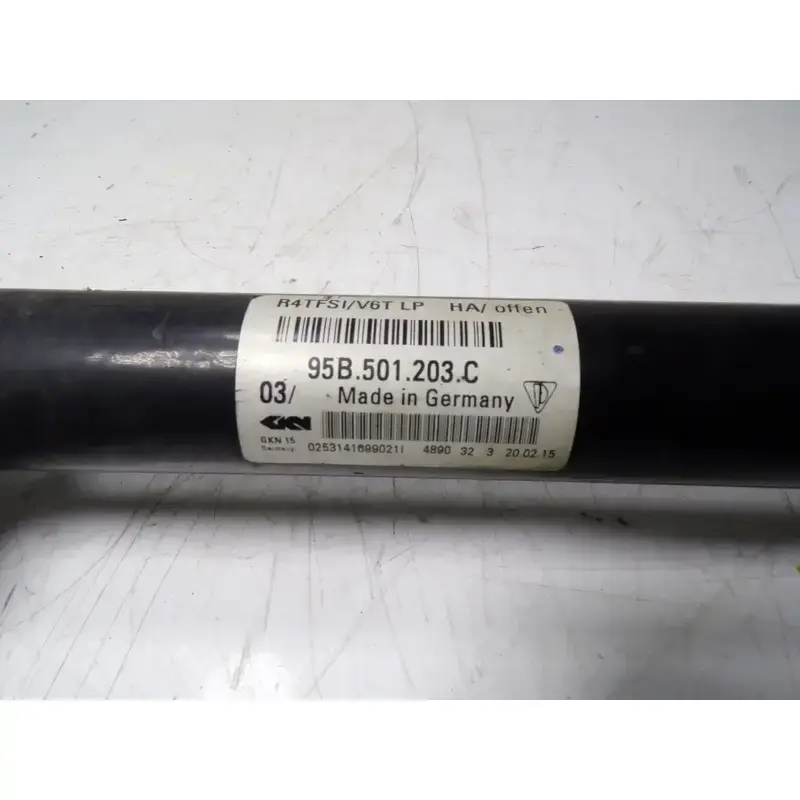 R4TFSI/V6T LP HA/ offen
95B.501.203.C
03/ Made in Germany
GKN
GKN 15
Germany
0253141699021I 4890 32 3 20.02.15